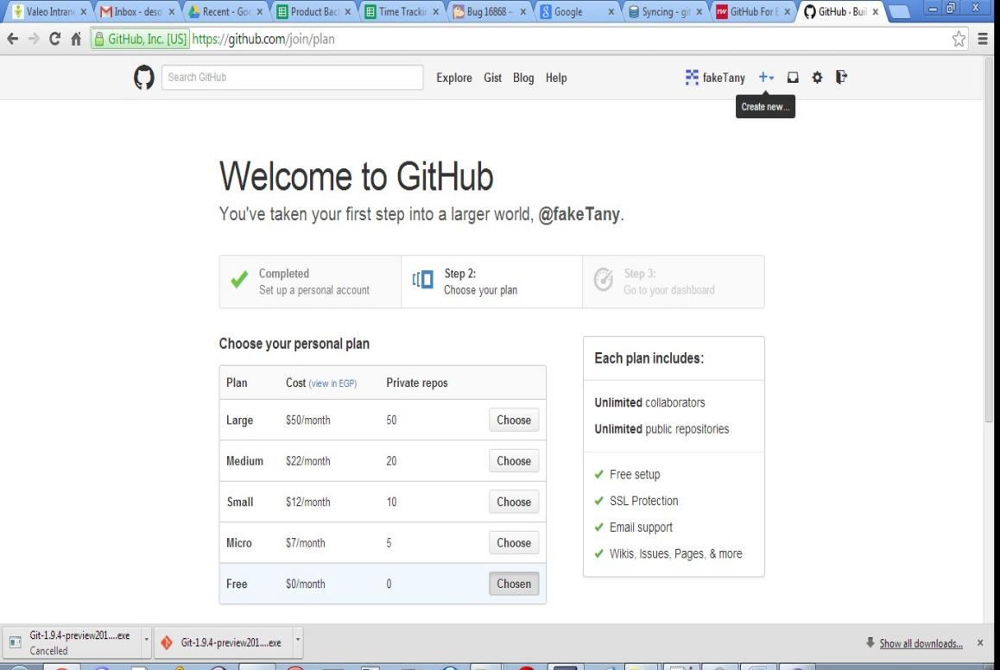 Valeo Intrane
Inbox - deso
Recent - Goo
Product Bac
Time Trackin
Bug 16868 –
Google
Syncing - git
GitHub For B
GitHub · Buil
GitHub, Inc. [US] https://github.com/join/plan
Search GitHub
Explore Gist Blog Help
fakeTany
Create new...
Welcome to GitHub
You've taken your first step into a larger world, @fakeTany.
Completed
Set up a personal account
Step 2:
Choose your plan
Step 3:
Go to your dashboard
Choose your personal plan
Plan Cost (view in EGP) Private repos
Large $50/month 50 Choose
Medium $22/month 20 Choose
Small $12/month 10 Choose
Micro $7/month 5 Choose
Free $0/month 0 Chosen
Each plan includes:
Unlimited collaborators
Unlimited public repositories
Free setup
SSL Protection
Email support
Wikis, Issues, Pages, & more
Git-1.9.4-preview201....exe
Cancelled
Git-1.9.4-preview201....exe
Show all downloads...